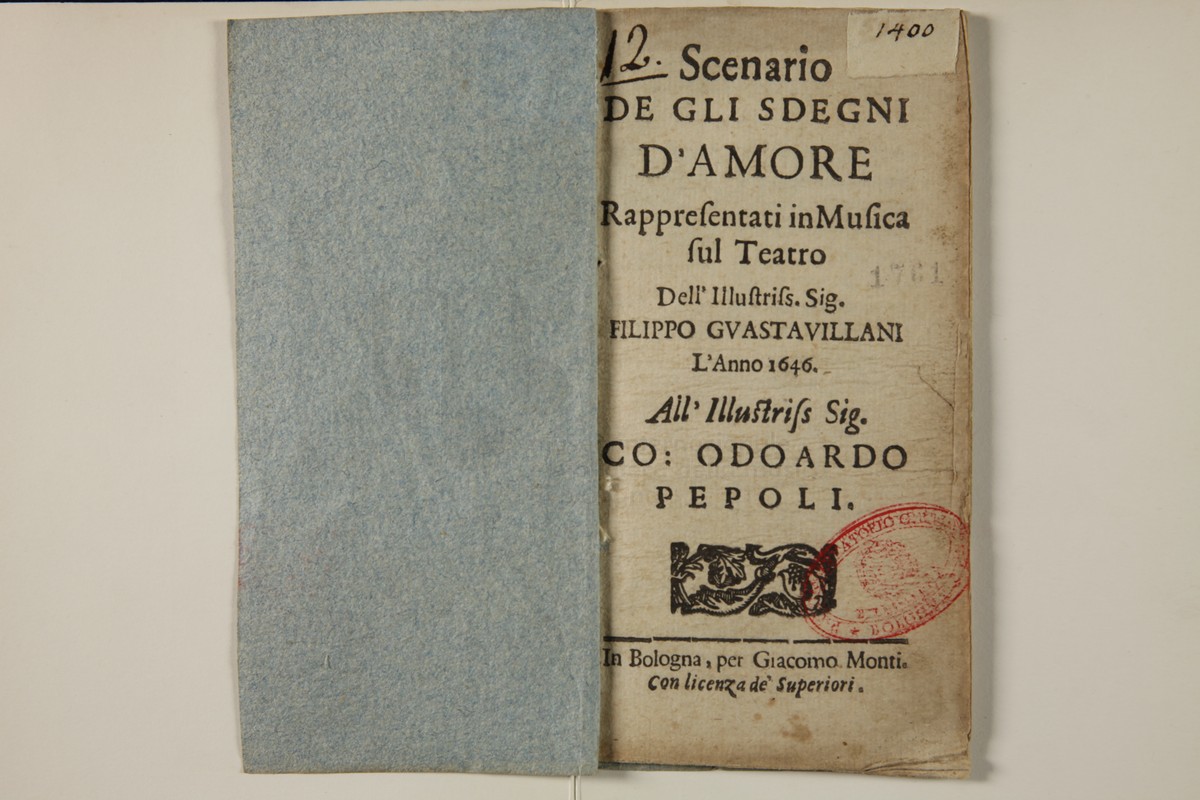 12.
1400
Scenario
DE GLI SDEGNI
D'AMORE
Rappreſentati in Muſica
ſul Teatro
1761
Dell' Illuſtriſs. Sig.
FILIPPO GVASTAVILLANI
L'Anno 1646.
All' Illuſtriſs Sig.
CO: ODOARDO
PEPOLI.
In Bologna, per Giacomo Monti.
Con licenza de' Superiori.